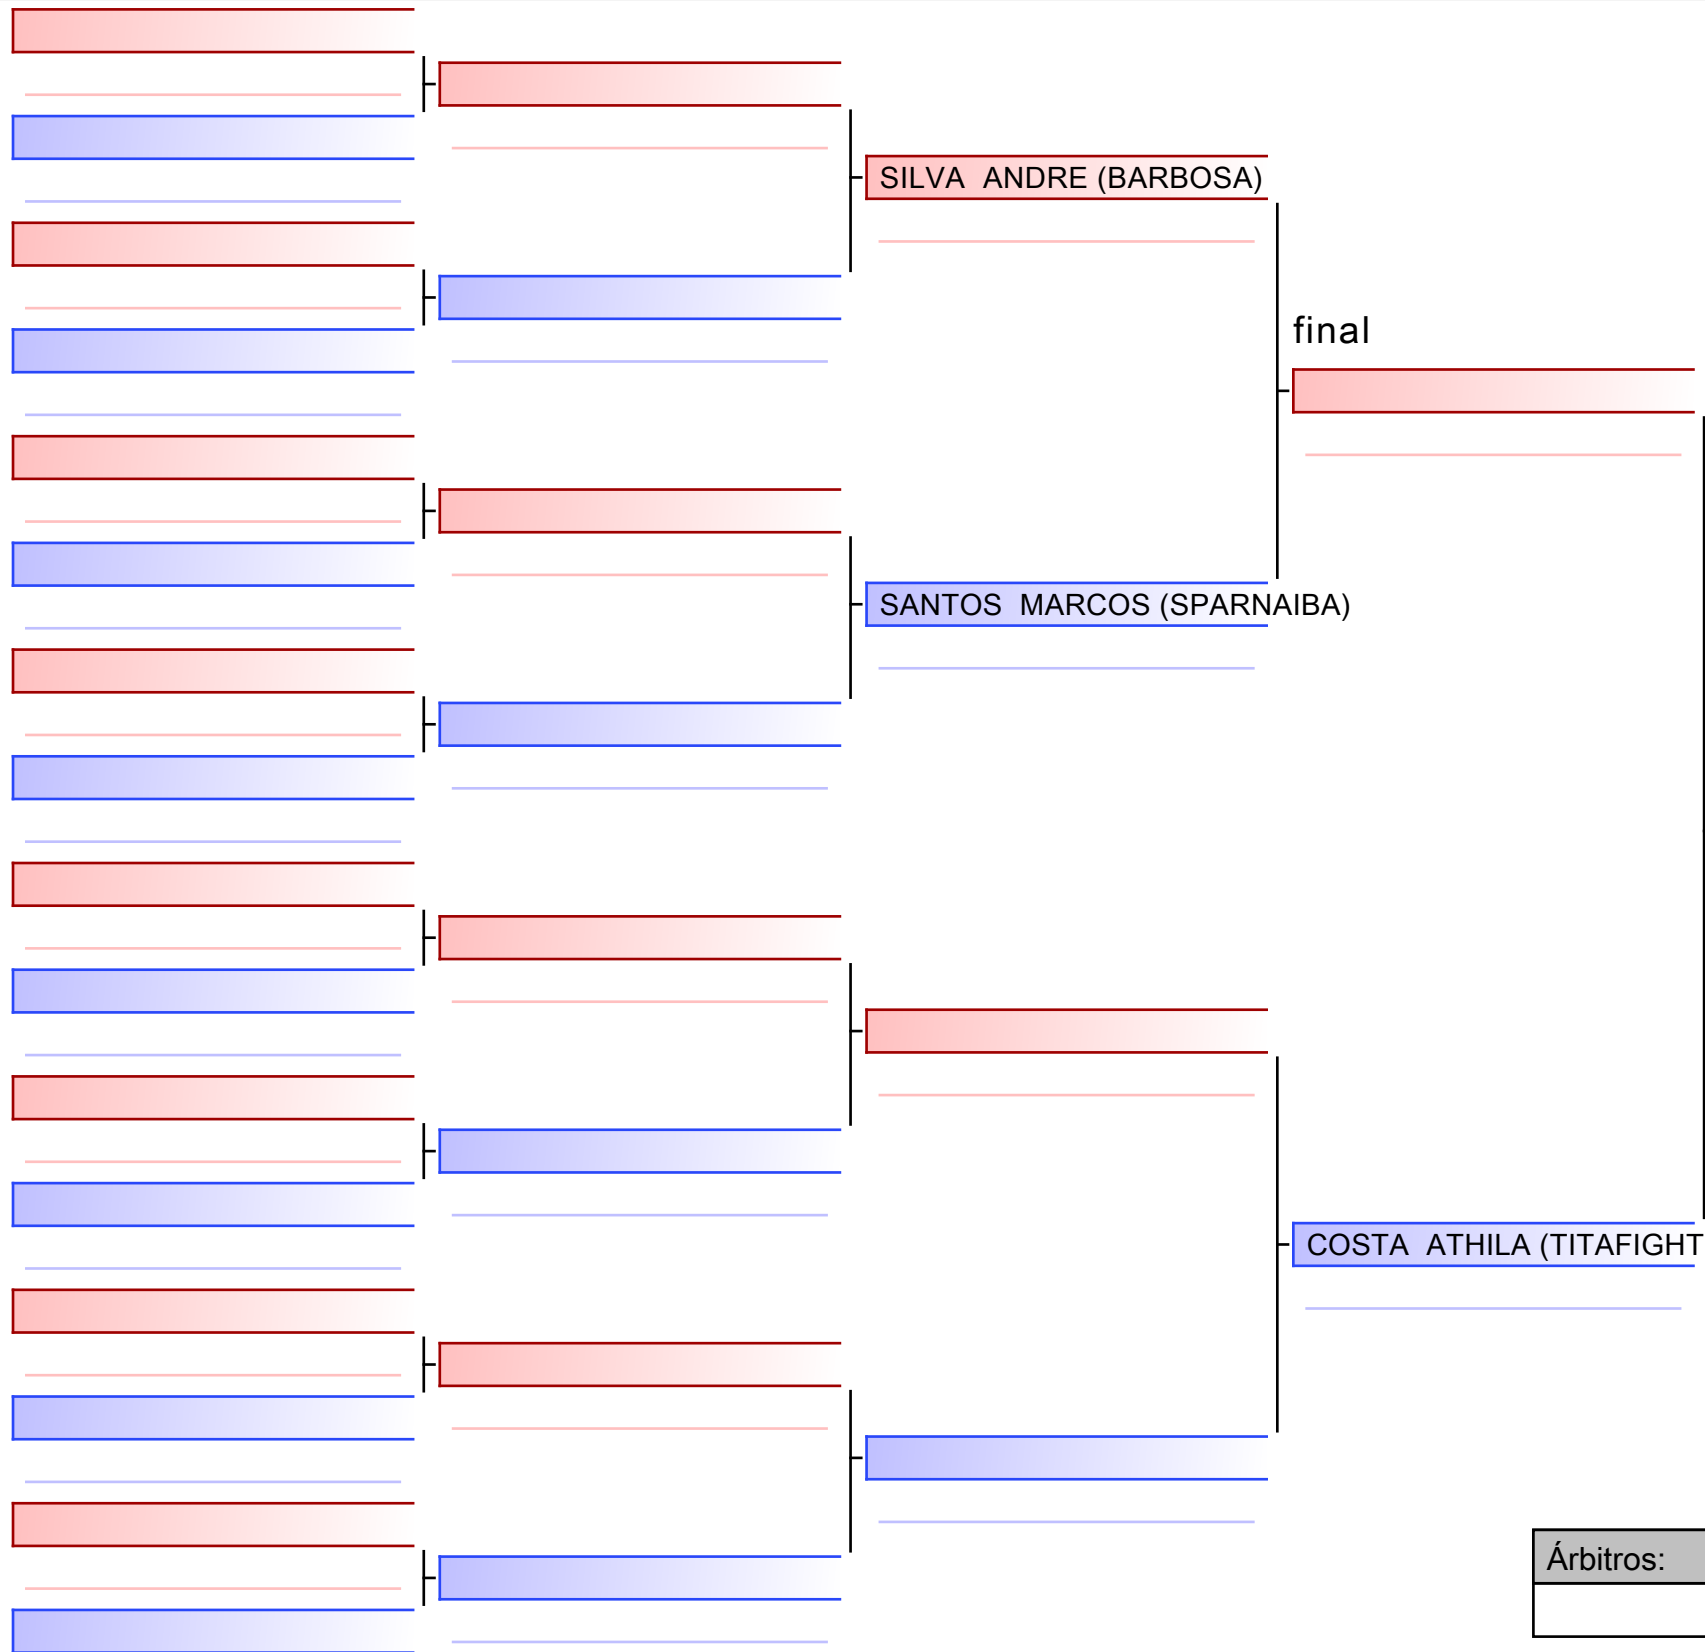 SILVA  ANDRE (BARBOSA)
final
SANTOS  MARCOS (SPARNAIBA)
COSTA  ATHILA (TITAFIGHT
Árbitros: